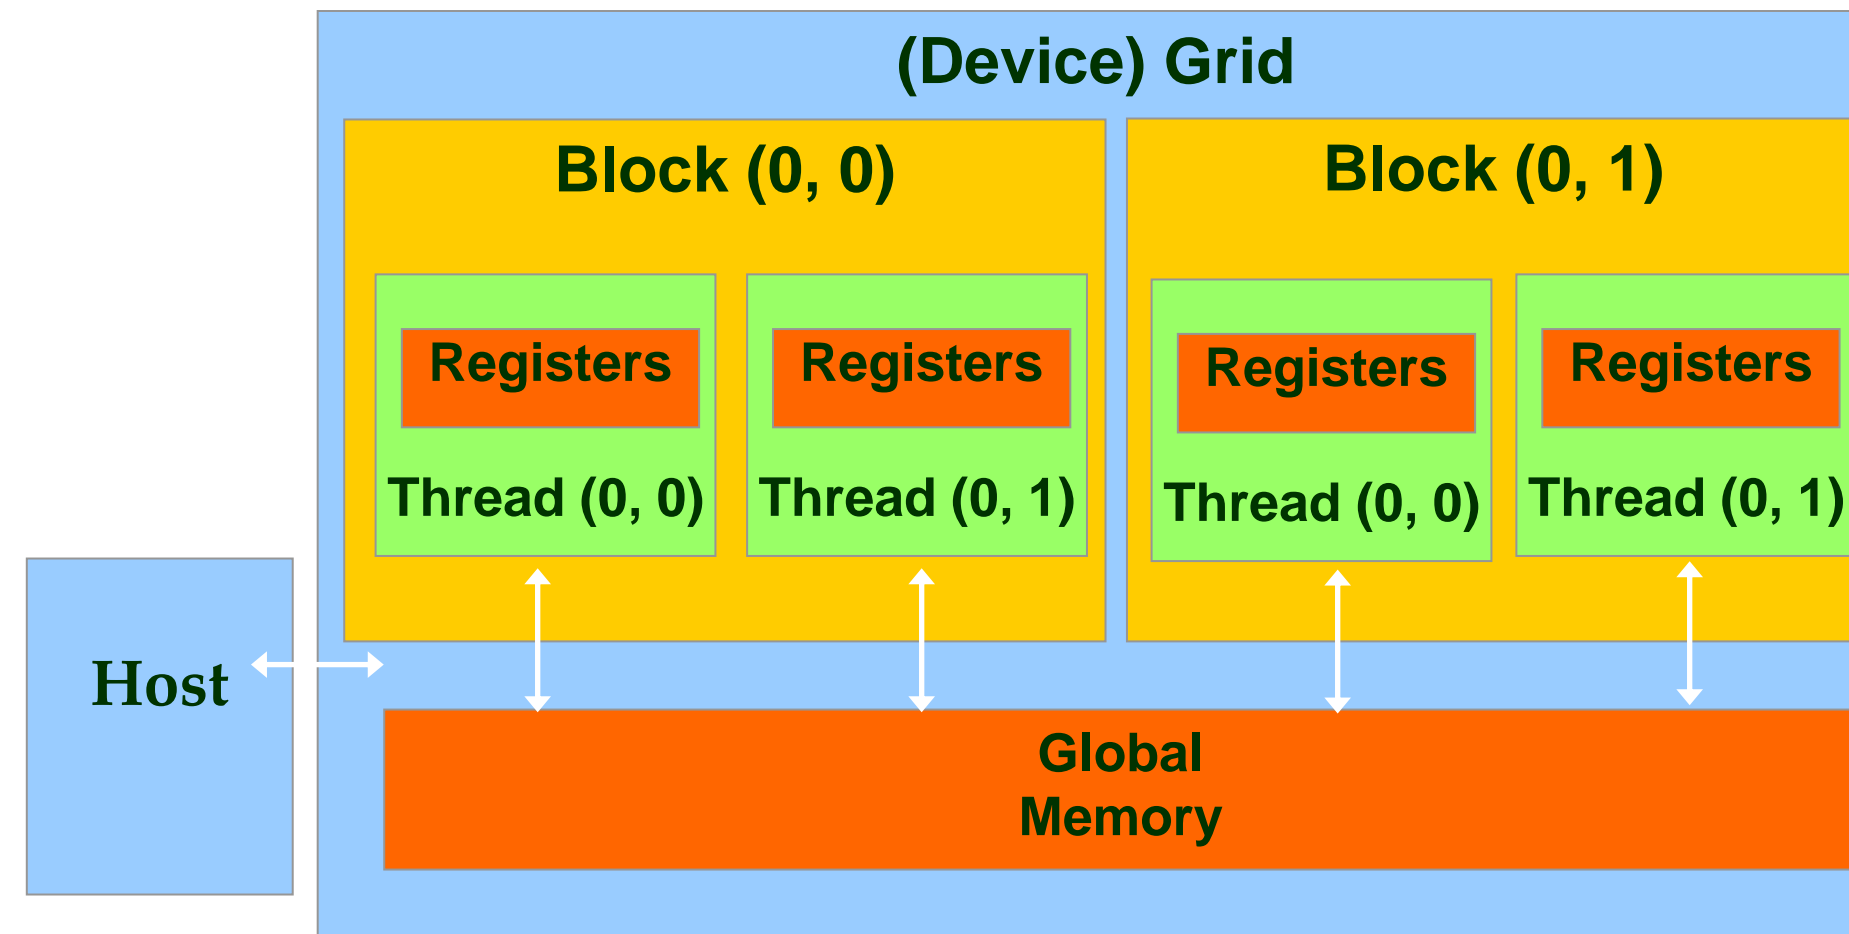 (Device) Grid
Block (0, 0)
Block (0, 1)
Registers
Registers
Registers
Registers
Thread (0, 0)
Thread (0, 1)
Thread (0, 0)
Thread (0, 1)
Host
Global
Memory